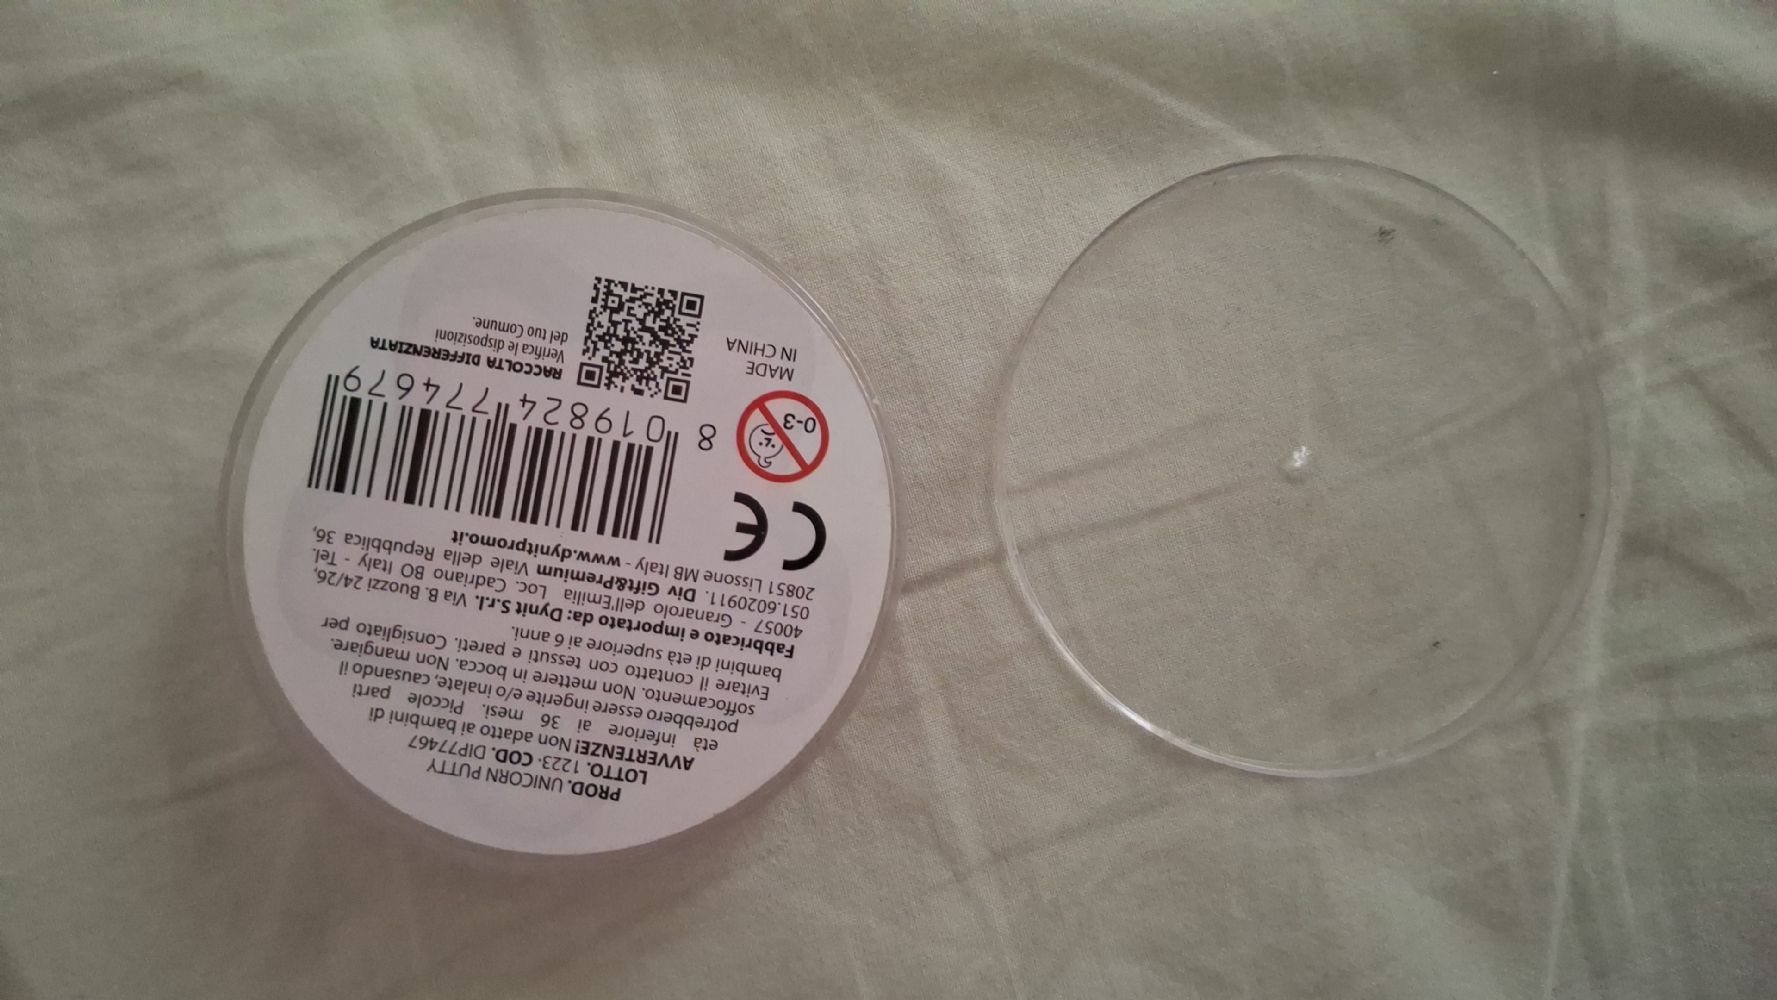 PROD. UNICORN PUTTY
LOTTO. 1223· COD. DIP77467
AVVERTENZE! Non adatto ai bambini di
età inferiore ai 36 mesi. Piccole parti
potrebbero essere ingerite e/o inalate, causando il
soffocamento. Non mettere in bocca. Non mangiare.
Evitare il contatto con tessuti e pareti. Consigliato per
bambini di età superiore ai 6 anni.
Fabbricato e importato da: Dynit S.r.l. Via B. Buozzi 24/26,
40057 - Granarolo dell'Emilia Loc. Cadriano BO Italy - Tel.
051.6020911. Div Gift&Premium Viale della Repubblica 36,
20851 Lissone MB Italy - www.dynitpromo.it
CE
0-3
8 019824 774679
MADE
IN CHINA
RACCOLTA DIFFERENZIATA
Verifica le disposizioni
del tuo Comune.